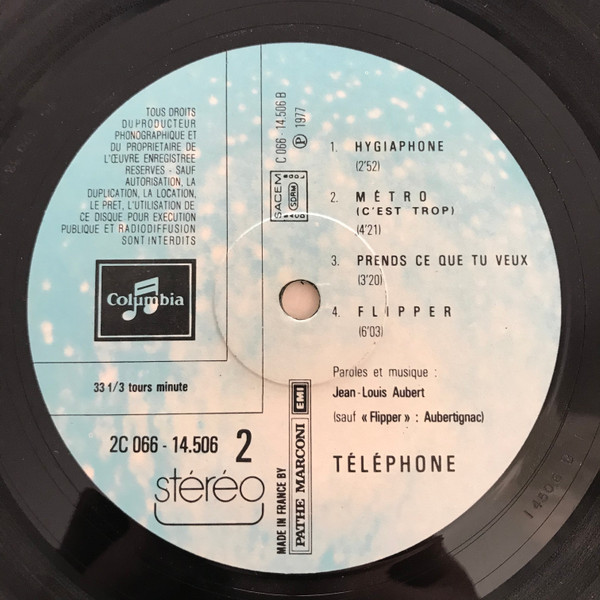 TOUS DROITS
DU PRODUCTEUR
PHONOGRAPHIQUE ET
DU PROPRIETAIRE DE
L'ŒUVRE ENREGISTREE
RESERVES - SAUF
AUTORISATION, LA
DUPLICATION, LA LOCATION,
LE PRET, L'UTILISATION DE
CE DISQUE POUR EXECUTION
PUBLIQUE ET RADIODIFFUSION
SONT INTERDITS
Columbia
33 1/3 tours minute
2C 066 - 14.506 2
stéréo
C 066 - 14.506 B
℗ 1977
SACEM
SDRM
MADE IN FRANCE BY
PATHE MARCONI EMI
1. HYGIAPHONE
(2'52)
2. MÉTRO
(C'EST TROP)
(4'21)
3. PRENDS CE QUE TU VEUX
(3'20)
4. FLIPPER
(6'03)
Paroles et musique :
Jean-Louis Aubert
(sauf « Flipper » : Aubertignac)
TÉLÉPHONE